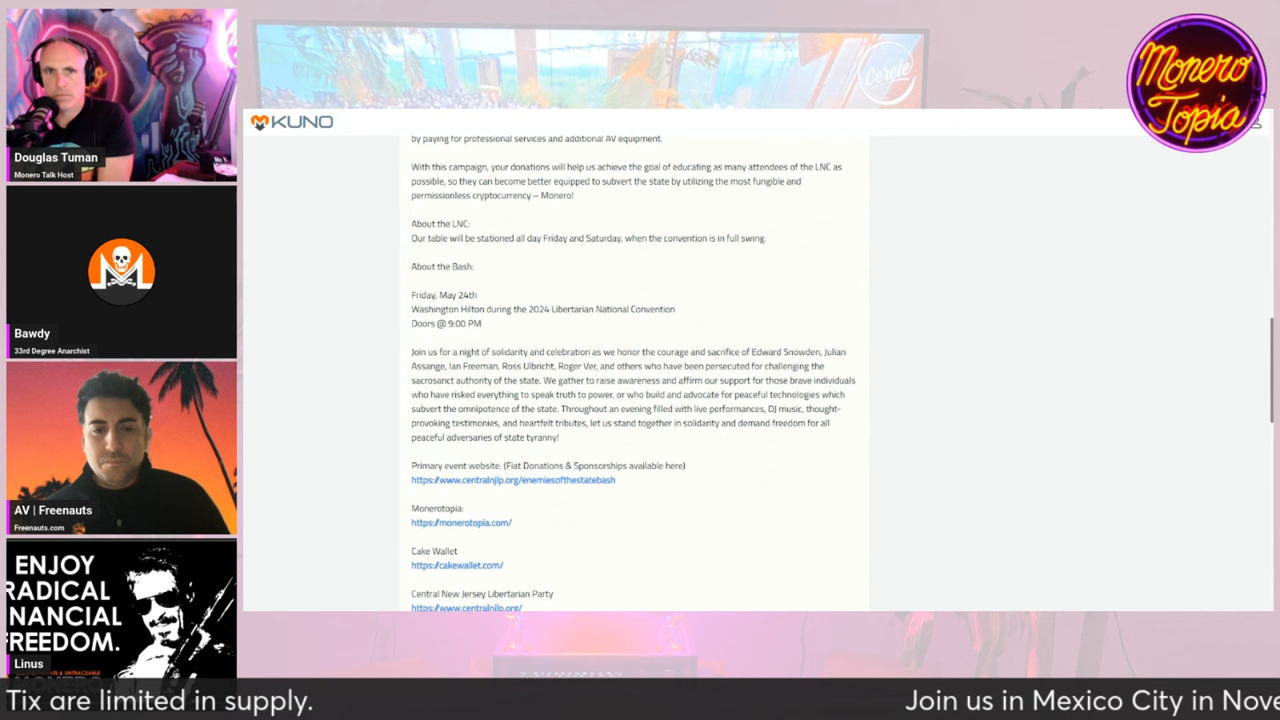 Douglas Tuman
Monero Talk Host
Bawdy
33rd Degree Anarchist
AV | Freenauts
Freenauts.com
ENJOY
RADICAL
NANCIAL
FREEDOM.
Linus
& UNTRACEABLE
Cercle
Monero
Topia
KUNO
by paying for professional services and additional AV equipment.
With this campaign, your donations will help us achieve the goal of educating as many attendees of the LNC as
possible, so they can become better equipped to subvert the state by utilizing the most fungible and
permissionless cryptocurrency – Monero!
About the LNC:
Our table will be stationed all day Friday and Saturday, when the convention is in full swing.
About the Bash:
Friday, May 24th
Washington Hilton during the 2024 Libertarian National Convention
Doors @ 9:00 PM
Join us for a night of solidarity and celebration as we honor the courage and sacrifice of Edward Snowden, Julian
Assange, Ian Freeman, Ross Ulbricht, Roger Ver, and others who have been persecuted for challenging the
sacrosanct authority of the state. We gather to raise awareness and affirm our support for those brave individuals
who have risked everything to speak truth to power, or who build and advocate for peaceful technologies which
subvert the omnipotence of the state. Throughout an evening filled with live performances, DJ music, thought-
provoking testimonies, and heartfelt tributes, let us stand together in solidarity and demand freedom for all
peaceful adversaries of state tyranny!
Primary event website: (Fiat Donations & Sponsorships available here)
https://www.centralnjlp.org/enemiesofthestatebash
Monerotopia:
https://monerotopia.com/
Cake Wallet
https://cakewallet.com/
Central New Jersey Libertarian Party
https://www.centralnjlp.org/
Tix are limited in supply.
Join us in Mexico City in Nove